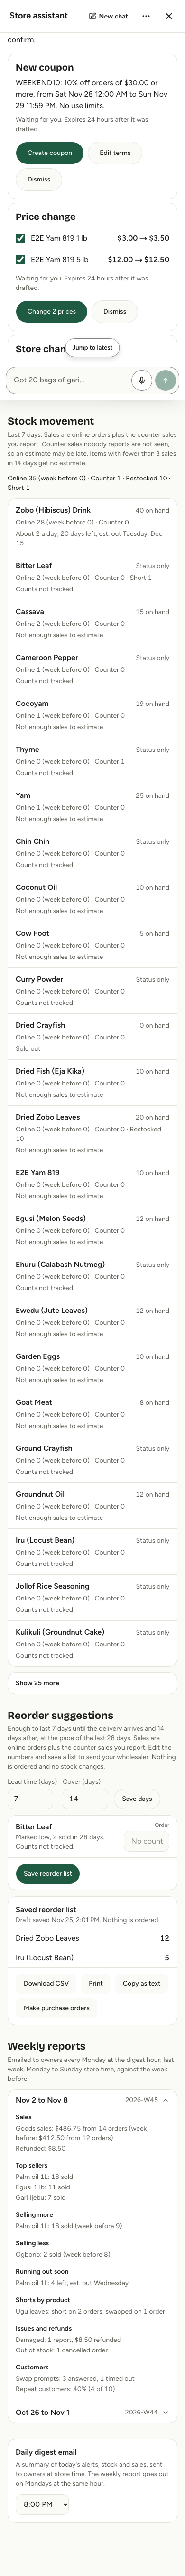 Store assistant
New chat
confirm.
New coupon
WEEKEND10: 10% off orders of $30.00 or
more, from Sat Nov 28 12:00 AM to Sun Nov
29 11:59 PM. No use limits.
Waiting for you. Expires 24 hours after it was
drafted.
Create coupon
Edit terms
Dismiss
Price change
E2E Yam 819 1 lb
$3.00 → $3.50
E2E Yam 819 5 lb
$12.00 → $12.50
Waiting for you. Expires 24 hours after it was
drafted.
Change 2 prices
Dismiss
Store chan
Jump to latest
Got 20 bags of gari...
Stock movement
Last 7 days. Sales are online orders plus the counter sales
you report. Counter sales nobody reports are not seen,
so an estimate may be late. Items with fewer than 3 sales
in 14 days get no estimate.
Online 35 (week before 0) · Counter 1 · Restocked 10 ·
Short 1
Zobo (Hibiscus) Drink
40 on hand
Online 28 (week before 0) · Counter 0
About 2 a day, 20 days left, est. out Tuesday, Dec
15
Bitter Leaf
Status only
Online 2 (week before 0) · Counter 0 · Short 1
Counts not tracked
Cassava
15 on hand
Online 2 (week before 0) · Counter 0
Not enough sales to estimate
Cameroon Pepper
Status only
Online 1 (week before 0) · Counter 0
Counts not tracked
Cocoyam
19 on hand
Online 1 (week before 0) · Counter 0
Not enough sales to estimate
Thyme
Status only
Online 0 (week before 0) · Counter 1
Counts not tracked
Yam
25 on hand
Online 1 (week before 0) · Counter 0
Not enough sales to estimate
Chin Chin
Status only
Online 0 (week before 0) · Counter 0
Counts not tracked
Coconut Oil
10 on hand
Online 0 (week before 0) · Counter 0
Not enough sales to estimate
Cow Foot
5 on hand
Online 0 (week before 0) · Counter 0
Not enough sales to estimate
Curry Powder
Status only
Online 0 (week before 0) · Counter 0
Counts not tracked
Dried Crayfish
0 on hand
Online 0 (week before 0) · Counter 0
Sold out
Dried Fish (Eja Kika)
10 on hand
Online 0 (week before 0) · Counter 0
Not enough sales to estimate
Dried Zobo Leaves
20 on hand
Online 0 (week before 0) · Counter 0 · Restocked
10
Not enough sales to estimate
E2E Yam 819
10 on hand
Online 0 (week before 0) · Counter 0
Not enough sales to estimate
Egusi (Melon Seeds)
12 on hand
Online 0 (week before 0) · Counter 0
Not enough sales to estimate
Ehuru (Calabash Nutmeg)
Status only
Online 0 (week before 0) · Counter 0
Counts not tracked
Ewedu (Jute Leaves)
12 on hand
Online 0 (week before 0) · Counter 0
Not enough sales to estimate
Garden Eggs
10 on hand
Online 0 (week before 0) · Counter 0
Not enough sales to estimate
Goat Meat
8 on hand
Online 0 (week before 0) · Counter 0
Not enough sales to estimate
Ground Crayfish
Status only
Online 0 (week before 0) · Counter 0
Counts not tracked
Groundnut Oil
12 on hand
Online 0 (week before 0) · Counter 0
Not enough sales to estimate
Iru (Locust Bean)
Status only
Online 0 (week before 0) · Counter 0
Counts not tracked
Jollof Rice Seasoning
Status only
Online 0 (week before 0) · Counter 0
Counts not tracked
Kulikuli (Groundnut Cake)
Status only
Online 0 (week before 0) · Counter 0
Counts not tracked
Show 25 more
Reorder suggestions
Enough to last 7 days until the delivery arrives and 14
days after, at the pace of the last 28 days. Sales are
online orders plus the counter sales you report. Edit the
numbers and save a list to send your wholesaler. Nothing
is ordered and no stock changes.
Lead time (days)
Cover (days)
7
14
Save days
Bitter Leaf
Order
Marked low, 2 sold in 28 days.
Counts not tracked.
No count
Save reorder list
Saved reorder list
Draft saved Nov 25, 2:01 PM. Nothing is ordered.
Dried Zobo Leaves
12
Iru (Locust Bean)
5
Download CSV
Print
Copy as text
Make purchase orders
Weekly reports
Emailed to owners every Monday at the digest hour: last
week, Monday to Sunday store time, against the week
before.
Nov 2 to Nov 8
2026-W45
Sales
Goods sales: $486.75 from 14 orders (week
before: $412.50 from 12 orders)
Refunded: $8.50
Top sellers
Palm oil 1L: 18 sold
Egusi 1 lb: 11 sold
Gari Ijebu: 7 sold
Selling more
Palm oil 1L: 18 sold (week before 9)
Selling less
Ogbono: 2 sold (week before 8)
Running out soon
Palm oil 1L: 4 left, est. out Wednesday
Shorts by product
Ugu leaves: short on 2 orders, swapped on 1 order
Issues and refunds
Damaged: 1 report, $8.50 refunded
Out of stock: 1 cancelled order
Customers
Swap prompts: 3 answered, 1 timed out
Repeat customers: 40% (4 of 10)
Oct 26 to Nov 1
2026-W44
Daily digest email
A summary of today's alerts, stock and sales, sent
to owners at store time. The weekly report goes out
on Mondays at the same hour.
8:00 PM